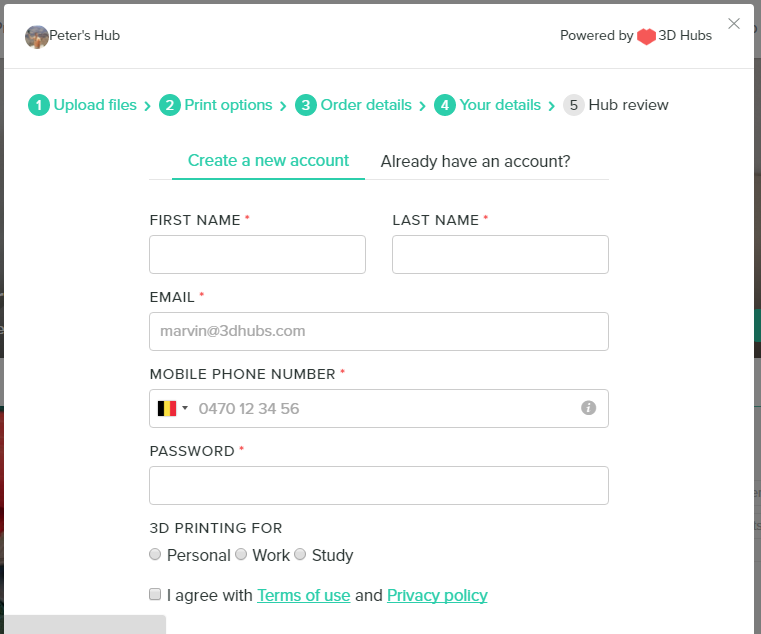 Peter's Hub Powered by 3D Hubs
1 Upload files 2 Print options 3 Order details 4 Your details 5 Hub review
Create a new account Already have an account?
FIRST NAME * LAST NAME *
EMAIL *
marvin@3dhubs.com
MOBILE PHONE NUMBER *
0470 12 34 56
PASSWORD *
3D PRINTING FOR
Personal Work Study
I agree with Terms of use and Privacy policy